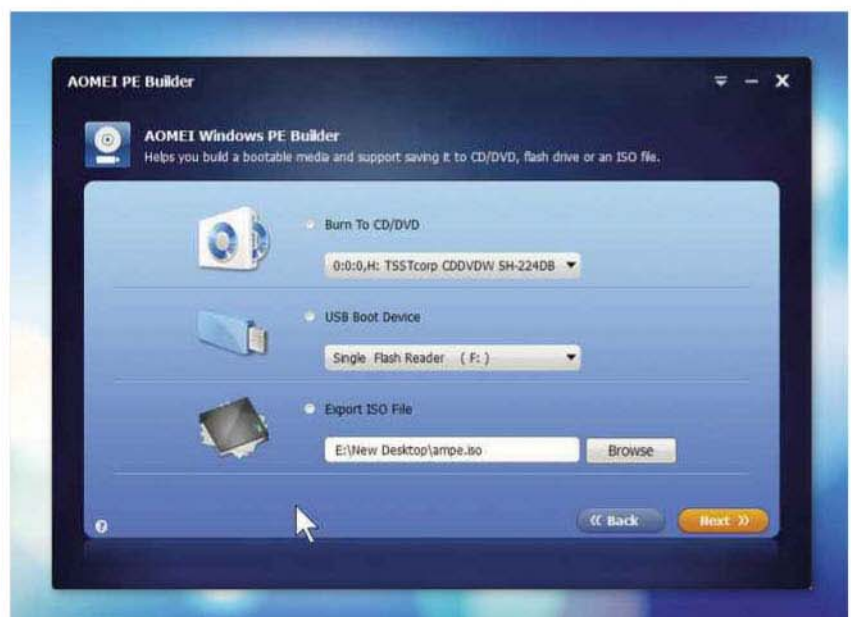 AOMEI PE Builder
AOMEI Windows PE Builder
Helps you build a bootable media and support saving it to CD/DVD, flash drive or an ISO file.
Burn To CD/DVD
0:0:0,H: TSSTcorp CDDVDW SH-224DB
USB Boot Device
Single Flash Reader ( F: )
Export ISO File
E:\New Desktop\ampe.iso
Browse
Back
Next